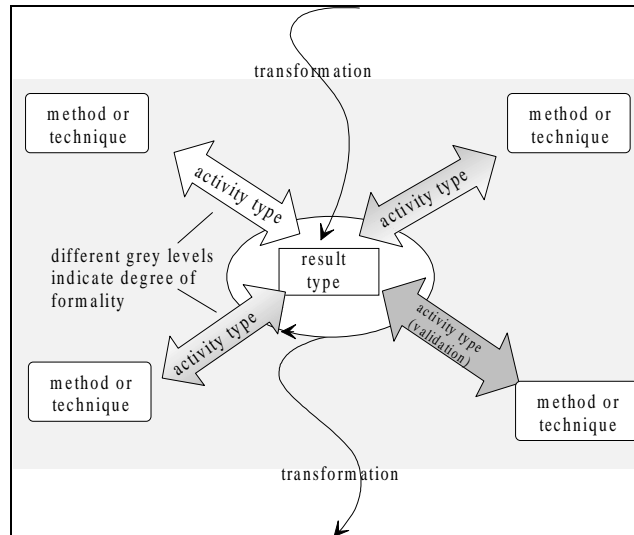 transformation
method or
technique
method or
technique
activity type
activity type
different grey levels
indicate degree of
formality
result
type
activity type
activity type
(validation)
method or
technique
method or
technique
transformation